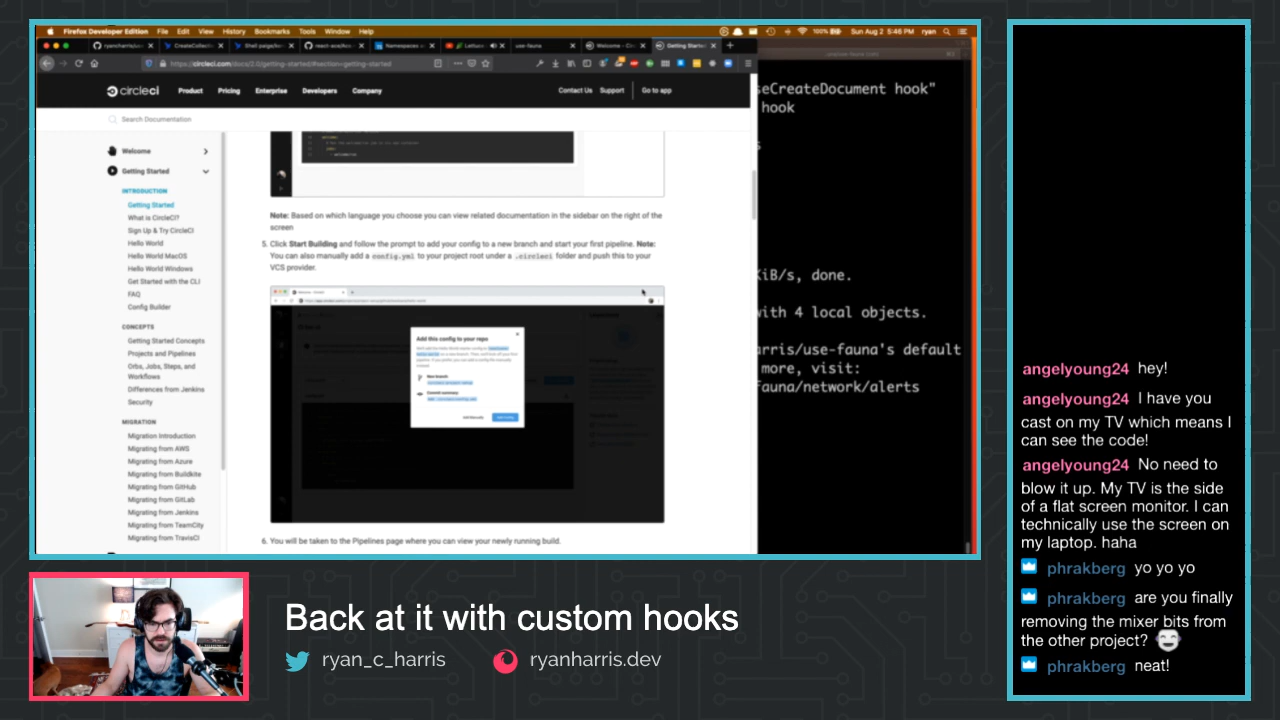 Firefox Developer Edition File Edit View History Bookmarks Tools Window Help
100% Sun Aug 2 5:46 PM ryan
use-fauna
https://circleci.com/docs/2.0/getting-started/#section=getting-started
circleci Product Pricing Enterprise Developers Company Contact Us Support Go to app
Search Documentation
Welcome
Getting Started
INTRODUCTION
Getting Started
What is CircleCI?
Sign Up & Try CircleCI
Hello World
Hello World MacOS
Hello World Windows
Get Started with the CLI
FAQ
Config Builder
CONCEPTS
Getting Started Concepts
Projects and Pipelines
Orbs, Jobs, Steps, and
Workflows
Differences from Jenkins
Security
MIGRATION
Migration Introduction
Migrating from AWS
Migrating from Azure
Migrating from Buildkite
Migrating from GitHub
Migrating from GitLab
Migrating from Jenkins
Migrating from TeamCity
Migrating from TravisCI
Note: Based on which language you choose you can view related documentation in the sidebar on the right of the
screen
5. Click Start Building and follow the prompt to add your config to a new branch and start your first pipeline. Note:
You can also manually add a config.yml to your project root under a .circleci folder and push this to your
VCS provider.
Add this config to your repo
New branch
Commit summary
6. You will be taken to the Pipelines page where you can view your newly running build.
seCreateDocument hook"
hook
s
KiB/s, done.
with 4 local objects.
arris/use-fauna's default
more, visit:
fauna/network/alerts
angelyoung24 hey!
angelyoung24 I have you
cast on my TV which means I
can see the code!
angelyoung24 No need to
blow it up. My TV is the side
of a flat screen monitor. I can
technically use the screen on
my laptop. haha
phrakberg yo yo yo
phrakberg are you finally
removing the mixer bits from
the other project?
phrakberg neat!
Back at it with custom hooks
ryan_c_harris ryanharris.dev